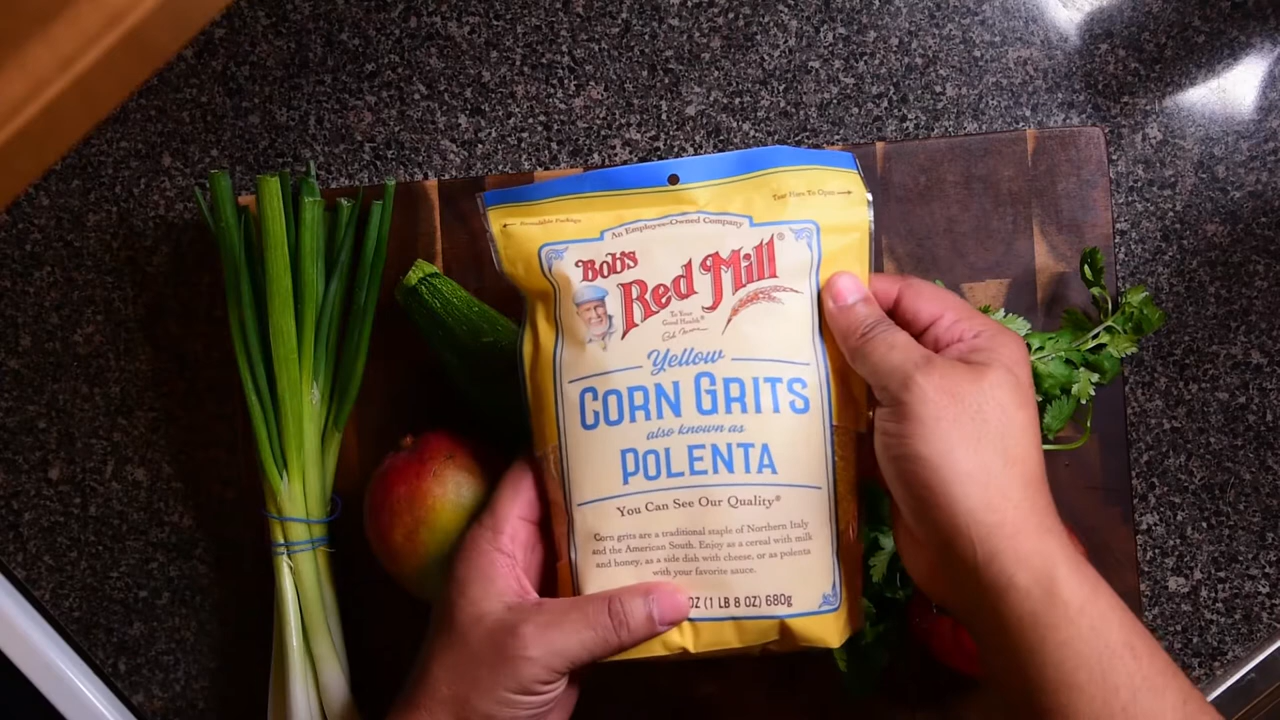 ← Resealable Package
Tear Here To Open →
An Employee-Owned Company
Bob's
Red Mill®
To Your
Good Health®
Bob Moore
Yellow
CORN GRITS
also known as
POLENTA
You Can See Our Quality®
Corn grits are a traditional staple of Northern Italy
and the American South. Enjoy as a cereal with milk
and honey, as a side dish with cheese, or as polenta
with your favorite sauce.
OZ (1 LB 8 OZ) 680g